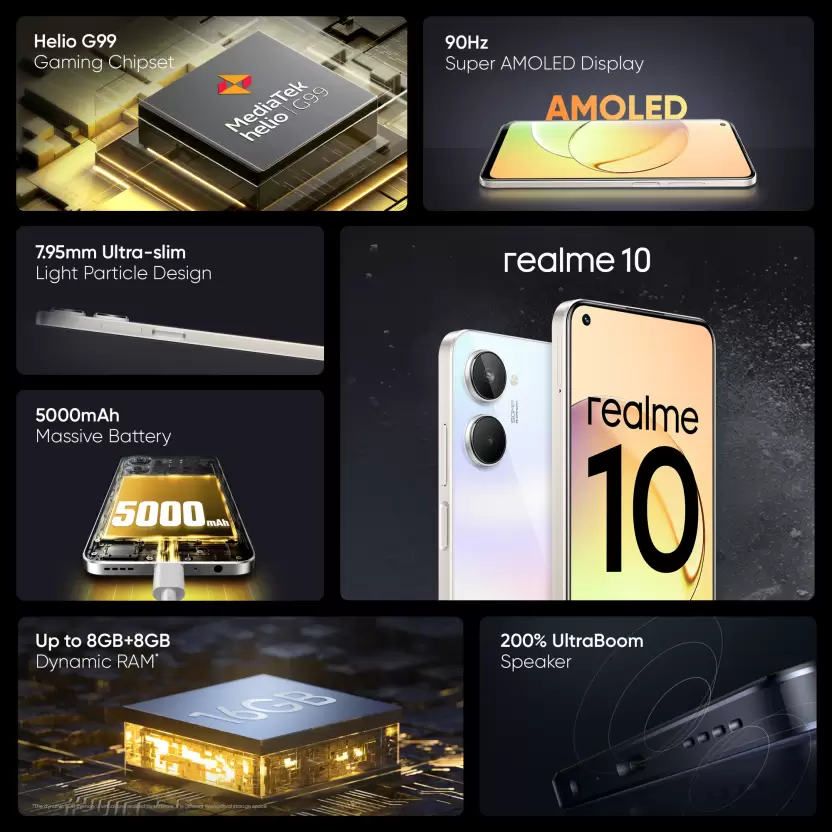 Helio G99
Gaming Chipset
MediaTek
helio G99
90Hz
Super AMOLED Display
AMOLED
7.95mm Ultra-slim
Light Particle Design
realme 10
realme
10
5000mAh
Massive Battery
5000mAh
Up to 8GB+8GB
Dynamic RAM*
16GB
200% UltraBoom
Speaker